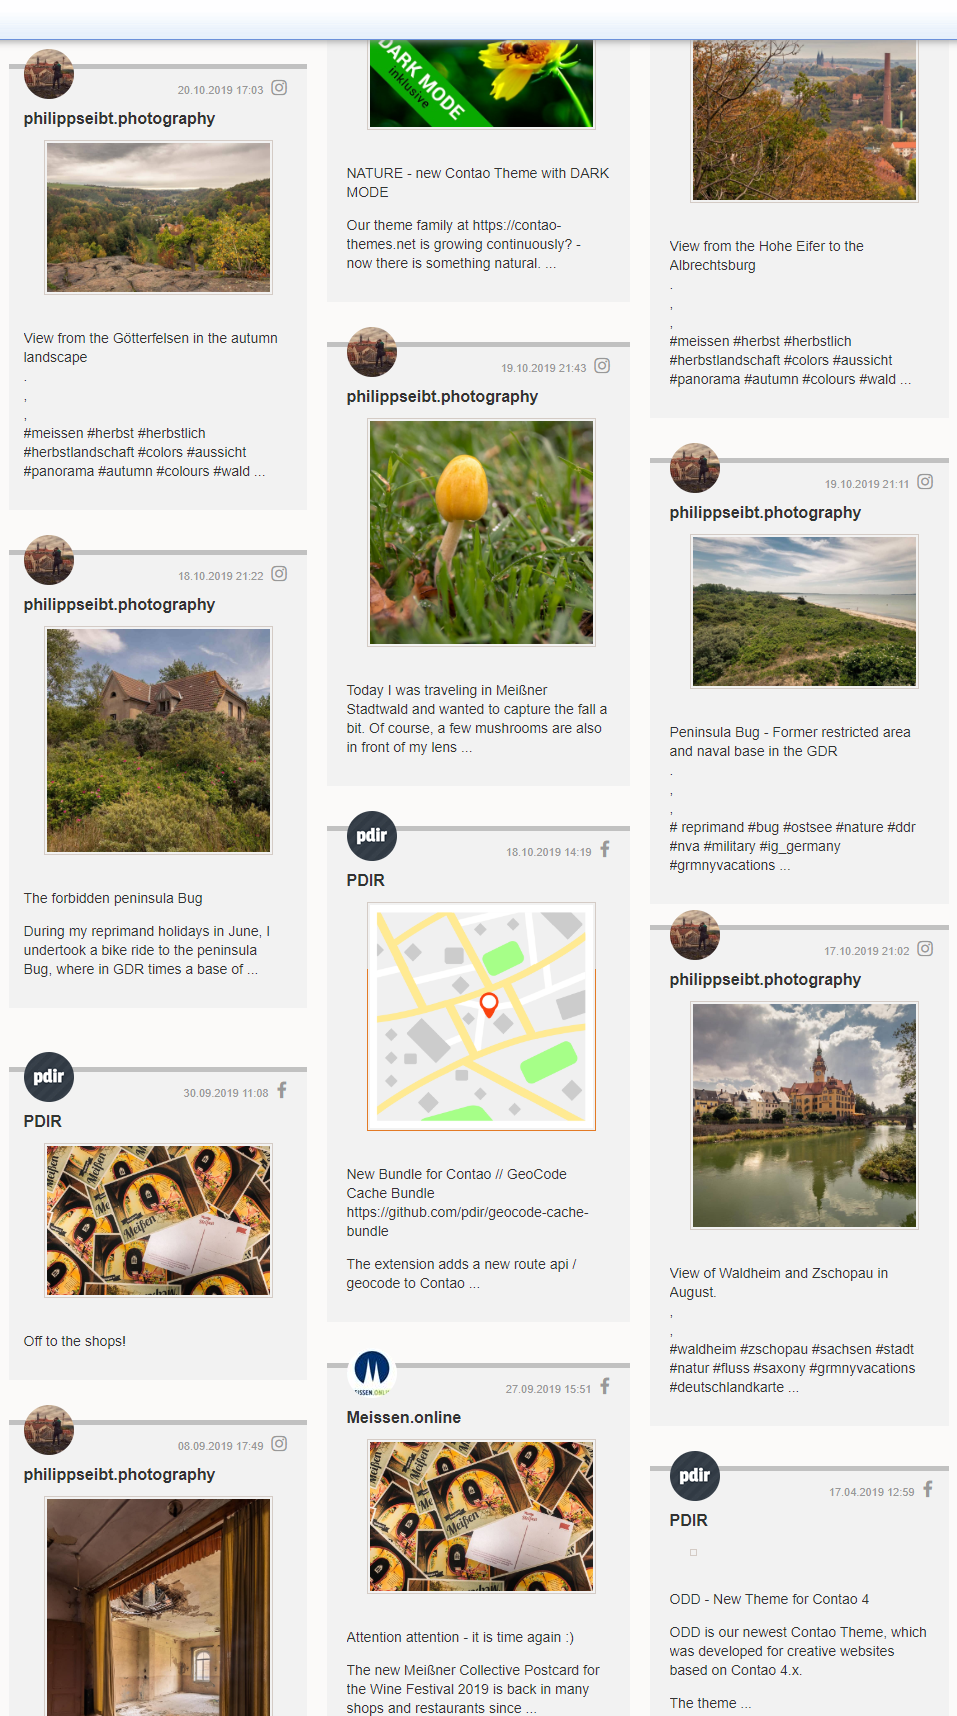 20.10.2019 17:03
philippseibt.photography
View from the Götterfelsen in the autumn
landscape
.
,
,
#meissen #herbst #herbstlich
#herbstlandschaft #colors #aussicht
#panorama #autumn #colours #wald ...
18.10.2019 21:22
philippseibt.photography
The forbidden peninsula Bug
During my reprimand holidays in June, I
undertook a bike ride to the peninsula
Bug, where in GDR times a base of ...
pdir
30.09.2019 11:08
PDIR
Meißen
Meißen
Off to the shops!
08.09.2019 17:49
philippseibt.photography
DARK MODE
inklusive
NATURE - new Contao Theme with DARK
MODE
Our theme family at https://contao-
themes.net is growing continuously? -
now there is something natural. ...
19.10.2019 21:43
philippseibt.photography
Today I was traveling in Meißner
Stadtwald and wanted to capture the fall a
bit. Of course, a few mushrooms are also
in front of my lens ...
pdir
18.10.2019 14:19
PDIR
New Bundle for Contao // GeoCode
Cache Bundle
https://github.com/pdir/geocode-cache-
bundle
The extension adds a new route api /
geocode to Contao ...
27.09.2019 15:51
Meissen.online
Meißen
Meißen
Attention attention - it is time again :)
The new Meißner Collective Postcard for
the Wine Festival 2019 is back in many
shops and restaurants since ...
View from the Hohe Eifer to the
Albrechtsburg
.
,
,
#meissen #herbst #herbstlich
#herbstlandschaft #colors #aussicht
#panorama #autumn #colours #wald ...
19.10.2019 21:11
philippseibt.photography
Peninsula Bug - Former restricted area
and naval base in the GDR
.
,
,
# reprimand #bug #ostsee #nature #ddr
#nva #military #ig_germany
#grmnyvacations ...
17.10.2019 21:02
philippseibt.photography
View of Waldheim and Zschopau in
August.
,
,
#waldheim #zschopau #sachsen #stadt
#natur #fluss #saxony #grmnyvacations
#deutschlandkarte ...
pdir
17.04.2019 12:59
PDIR
ODD - New Theme for Contao 4
ODD is our newest Contao Theme, which
was developed for creative websites
based on Contao 4.x.
The theme ...